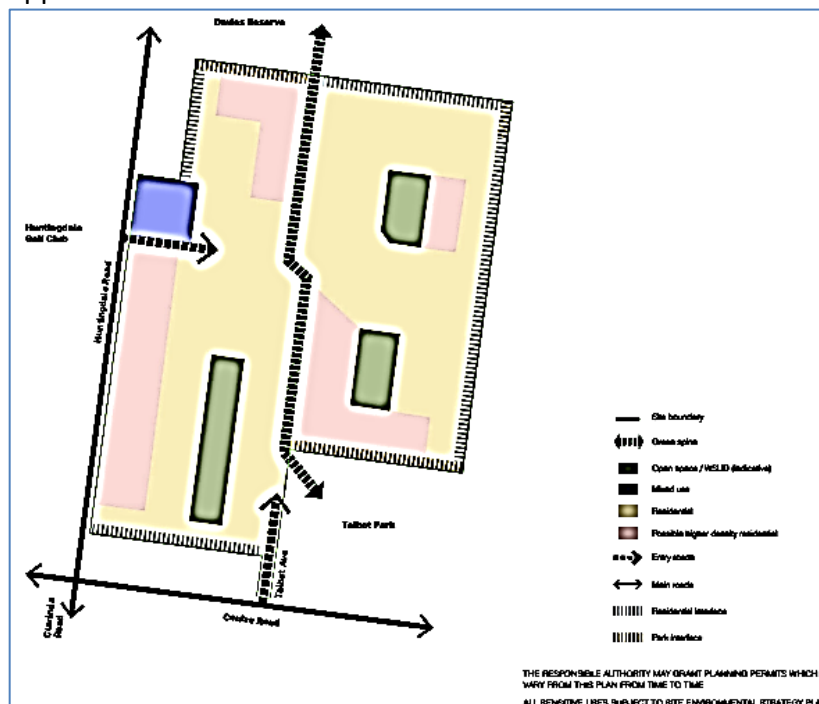 Davies Reserve
Huntingdale
Golf Club
Huntingdale Road
Talbot Park
Talbot Ave
Centre Road
Clarinda
Road
Site boundary
Green spine
Open space / WSUD (indicative)
Mixed use
Residential
Possible higher density residential
Entry roads
Main roads
Residential Interface
Park Interface
THE RESPONSIBLE AUTHORITY MAY GRANT PLANNING PERMITS WHICH
VARY FROM THIS PLAN FROM TIME TO TIME
ALL SENSITIVE USES SUBJECT TO SITE ENVIRONMENTAL STRATEGY